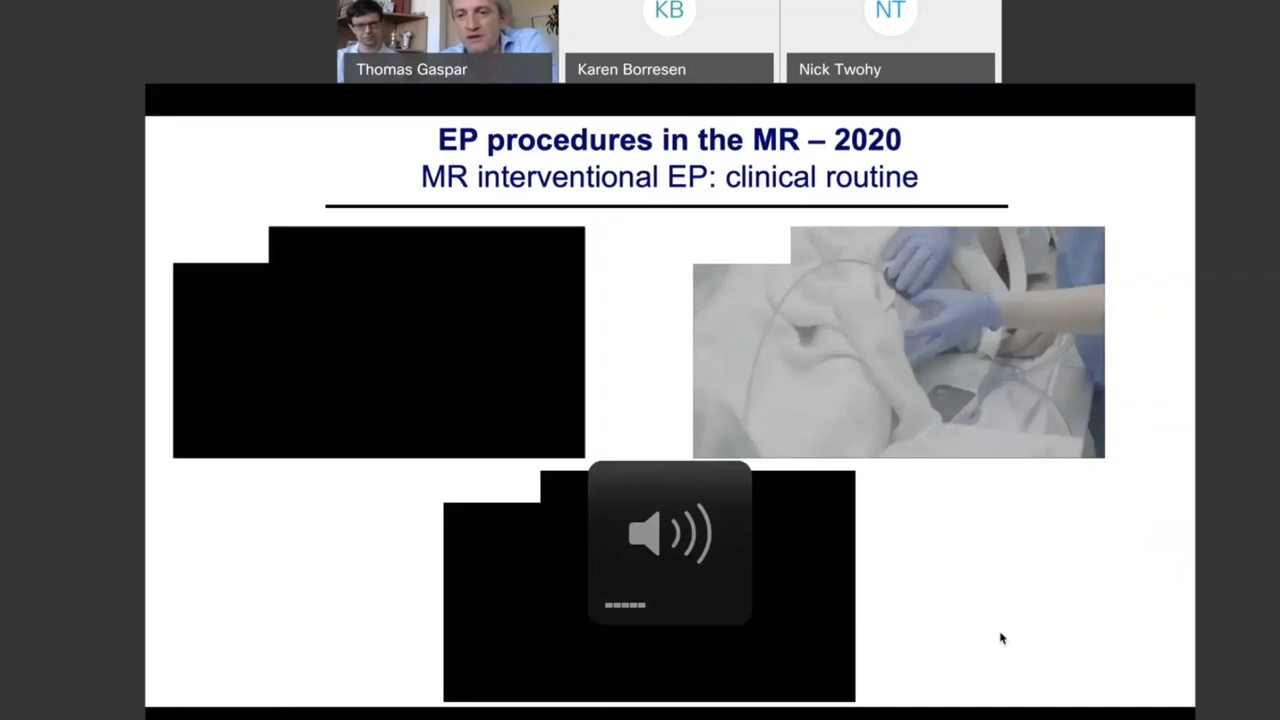 KB
NT
Thomas Gaspar
Karen Borresen
Nick Twohy
EP procedures in the MR – 2020
MR interventional EP: clinical routine